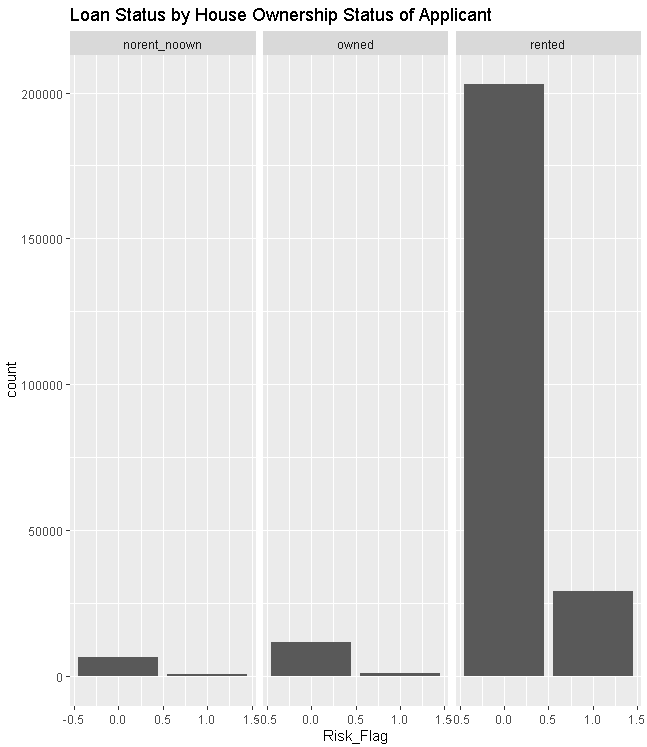 Loan Status by House Ownership Status of Applicant
norent_noown owned rented
200000
150000
100000
50000
0
count
-0.5 0.0 0.5 1.0 1.5 -0.5 0.0 0.5 1.0 1.5 -0.5 0.0 0.5 1.0 1.5
Risk_Flag